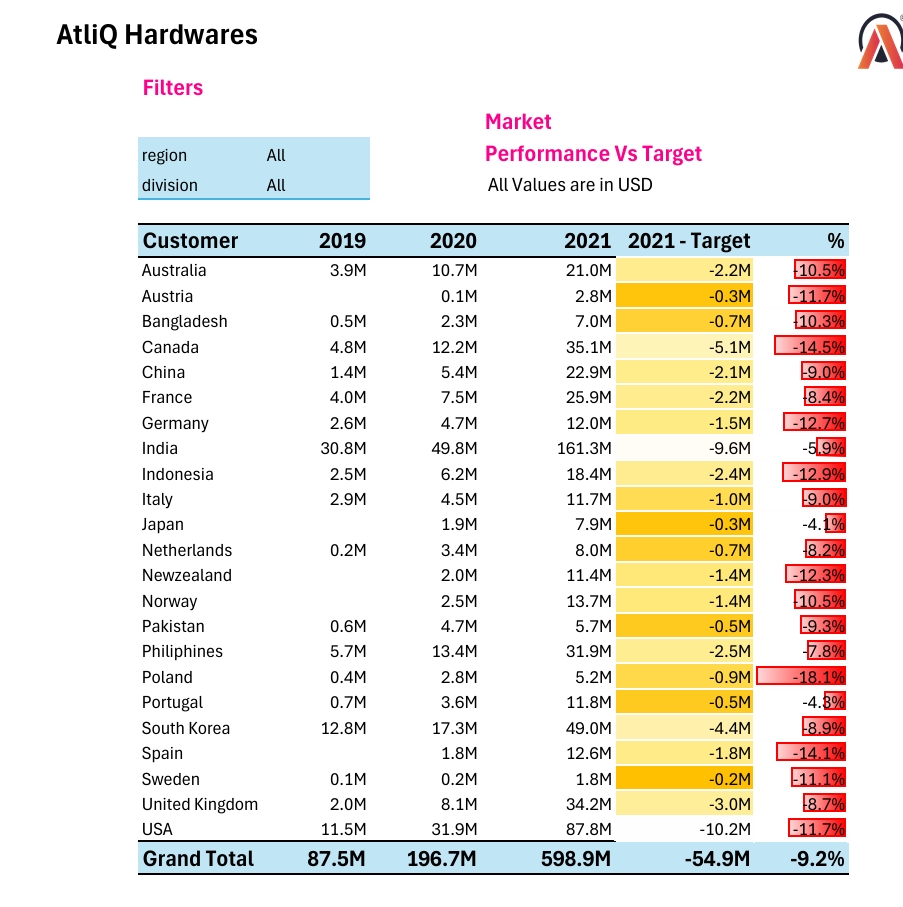 AtliQ Hardwares
Filters
Market
Performance Vs Target
region All
All Values are in USD
division All
Customer 2019 2020 2021 2021 - Target %
Australia 3.9M 10.7M 21.0M -2.2M -10.5%
Austria 0.1M 2.8M -0.3M -11.7%
Bangladesh 0.5M 2.3M 7.0M -0.7M -10.3%
Canada 4.8M 12.2M 35.1M -5.1M -14.5%
China 1.4M 5.4M 22.9M -2.1M -9.0%
France 4.0M 7.5M 25.9M -2.2M -8.4%
Germany 2.6M 4.7M 12.0M -1.5M -12.7%
India 30.8M 49.8M 161.3M -9.6M -5.9%
Indonesia 2.5M 6.2M 18.4M -2.4M -12.9%
Italy 2.9M 4.5M 11.7M -1.0M -9.0%
Japan 1.9M 7.9M -0.3M -4.1%
Netherlands 0.2M 3.4M 8.0M -0.7M -8.2%
Newzealand 2.0M 11.4M -1.4M -12.3%
Norway 2.5M 13.7M -1.4M -10.5%
Pakistan 0.6M 4.7M 5.7M -0.5M -9.3%
Philiphines 5.7M 13.4M 31.9M -2.5M -7.8%
Poland 0.4M 2.8M 5.2M -0.9M -18.1%
Portugal 0.7M 3.6M 11.8M -0.5M -4.3%
South Korea 12.8M 17.3M 49.0M -4.4M -8.9%
Spain 1.8M 12.6M -1.8M -14.1%
Sweden 0.1M 0.2M 1.8M -0.2M -11.1%
United Kingdom 2.0M 8.1M 34.2M -3.0M -8.7%
USA 11.5M 31.9M 87.8M -10.2M -11.7%
Grand Total 87.5M 196.7M 598.9M -54.9M -9.2%